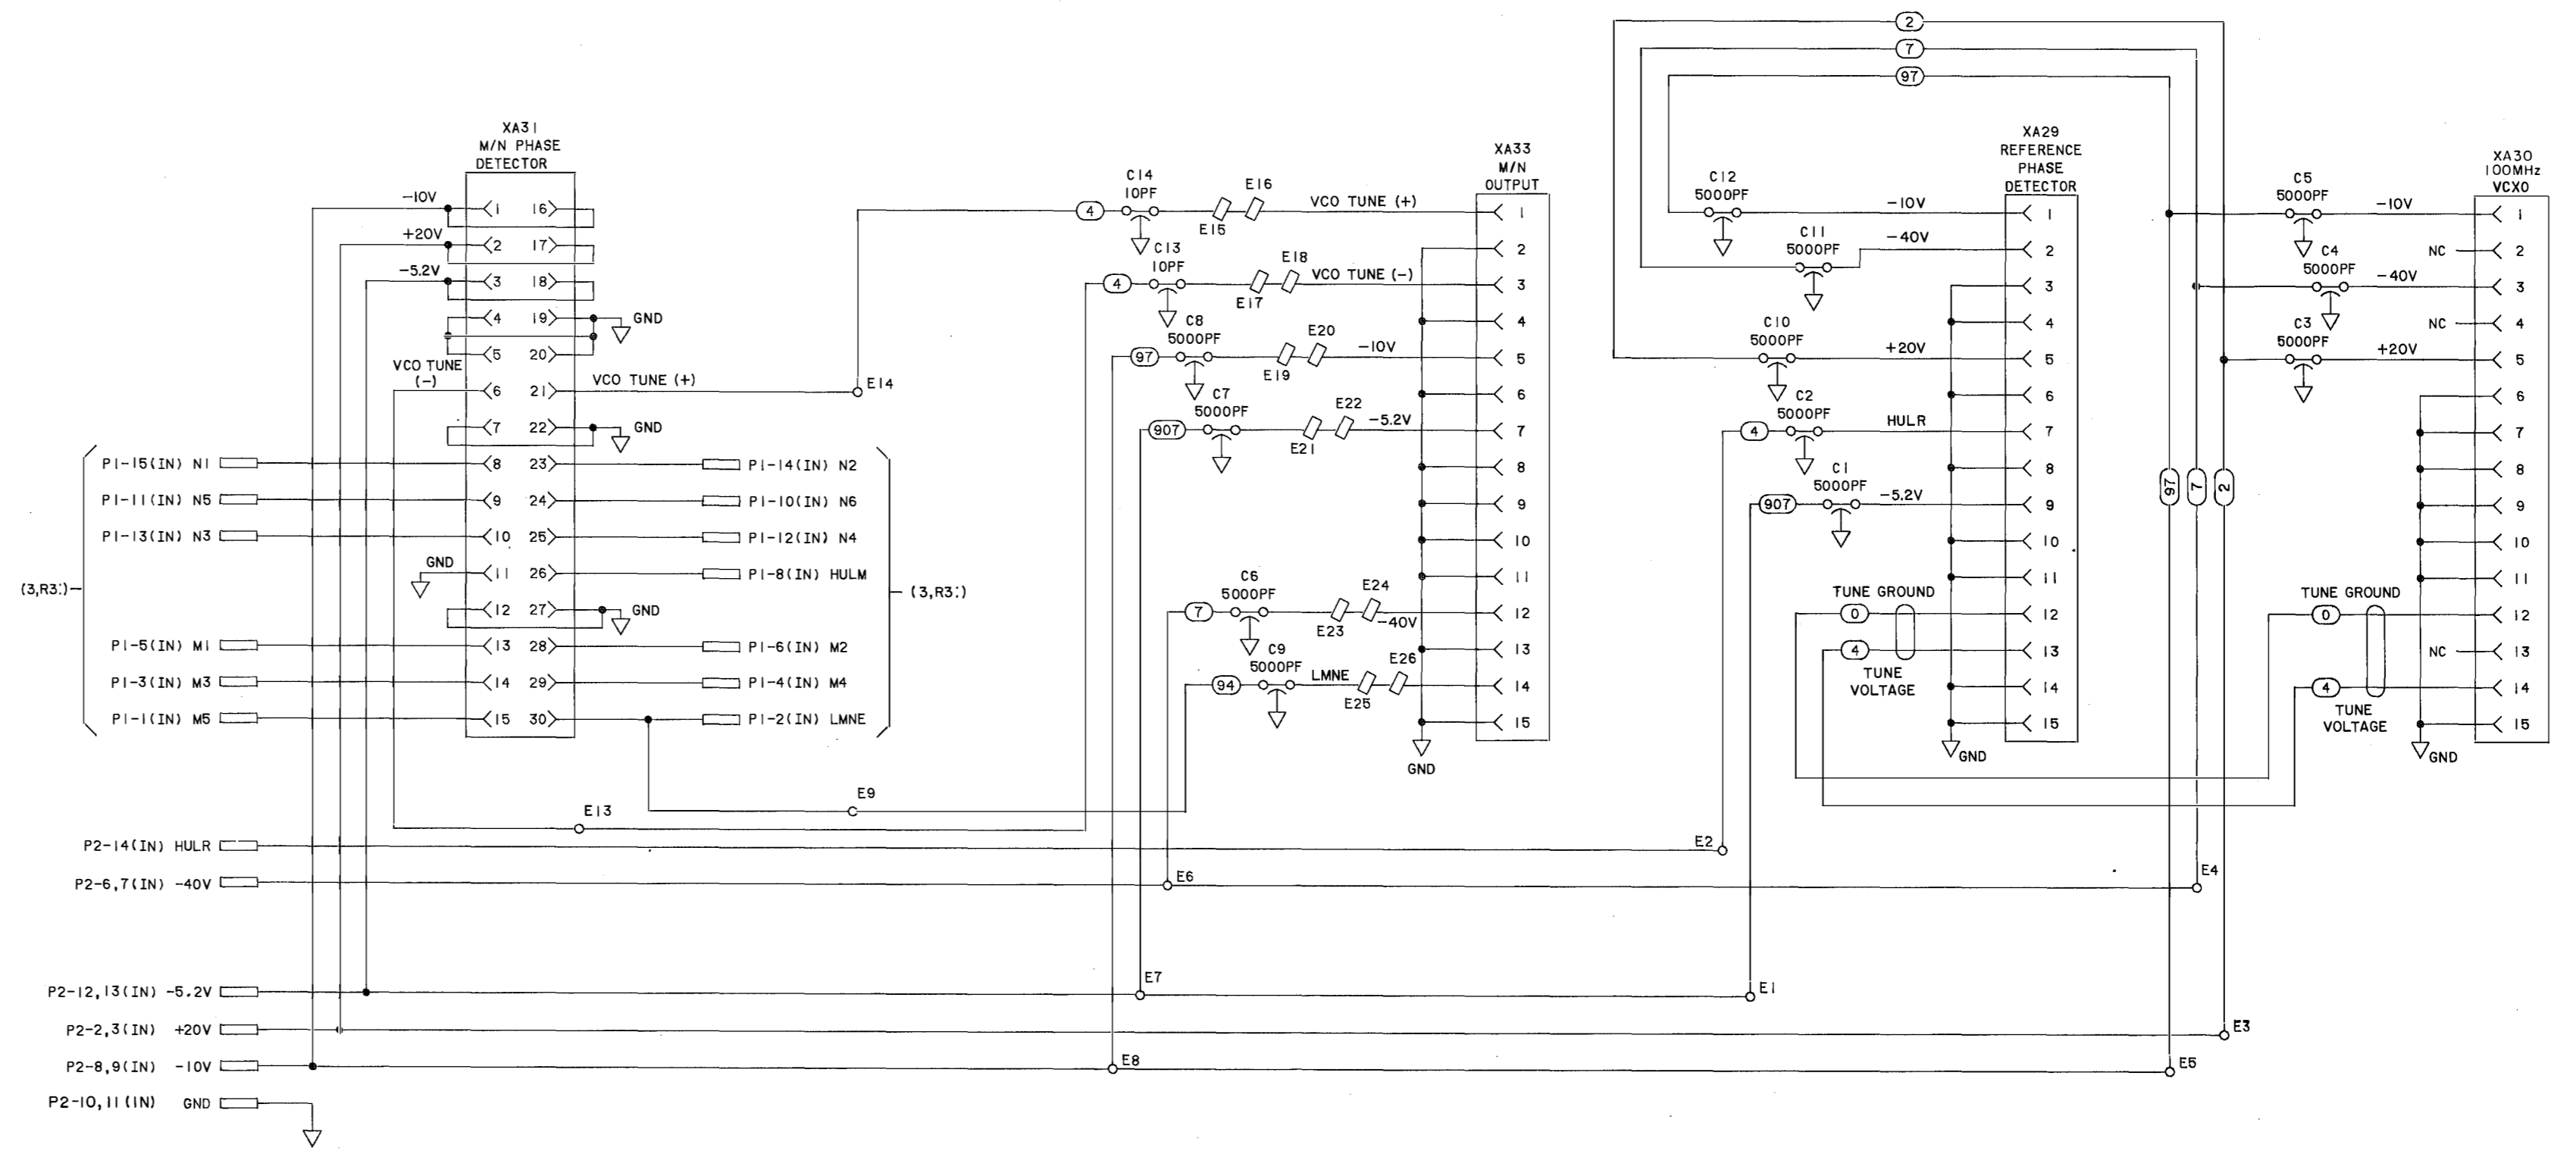 2
7
97
XA31
M/N PHASE
DETECTOR
-10V
1 16
+20V
2 17
-5.2V
3 18
4 19 GND
5 20
VCO TUNE
(-)
6 21 VCO TUNE (+)
E14
7 22 GND
P1-15(IN) N1 8 23 P1-14(IN) N2
P1-11(IN) N5 9 24 P1-10(IN) N6
P1-13(IN) N3 10 25 P1-12(IN) N4
GND 11 26 P1-8(IN) HULM
(3,R3:) (3,R3:)
12 27 GND
P1-5(IN) M1 13 28 P1-6(IN) M2
P1-3(IN) M3 14 29 P1-4(IN) M4
P1-1(IN) M5 15 30 P1-2(IN) LMNE
E9
E13
XA33
M/N
OUTPUT
C14
10PF
4
E16
E15
VCO TUNE (+)
1
2
C13
10PF
4
E18
E17
VCO TUNE (-)
3
4
C8
5000PF
97
E20
E19
-10V
5
6
C7
5000PF
907
E22
E21
-5.2V
7
8
9
10
11
C6
5000PF
7
E24
E23
-40V
12
13
C9
5000PF
94
LMNE
E26
E25
14
15
GND
XA29
REFERENCE
PHASE
DETECTOR
C12
5000PF
-10V
1
C11
5000PF
-40V
2
3
4
C10
5000PF
+20V
5
6
C2
5000PF
4
HULR
7
8
C1
5000PF
907
-5.2V
9
10
11
TUNE GROUND
0
12
4
13
TUNE
VOLTAGE
14
15
GND
97
7
2
XA30
100MHz
VCXO
C5
5000PF
-10V
1
NC 2
C4
5000PF
-40V
3
NC 4
C3
5000PF
+20V
5
6
7
8
9
10
11
TUNE GROUND
0
12
NC 13
4
14
TUNE
VOLTAGE
15
GND
P2-14(IN) HULR
E2
P2-6,7(IN) -40V
E6
E4
P2-12,13(IN) -5.2V
E7
E1
P2-2,3(IN) +20V
E3
P2-8,9(IN) -10V
E8
E5
P2-10,11(IN) GND